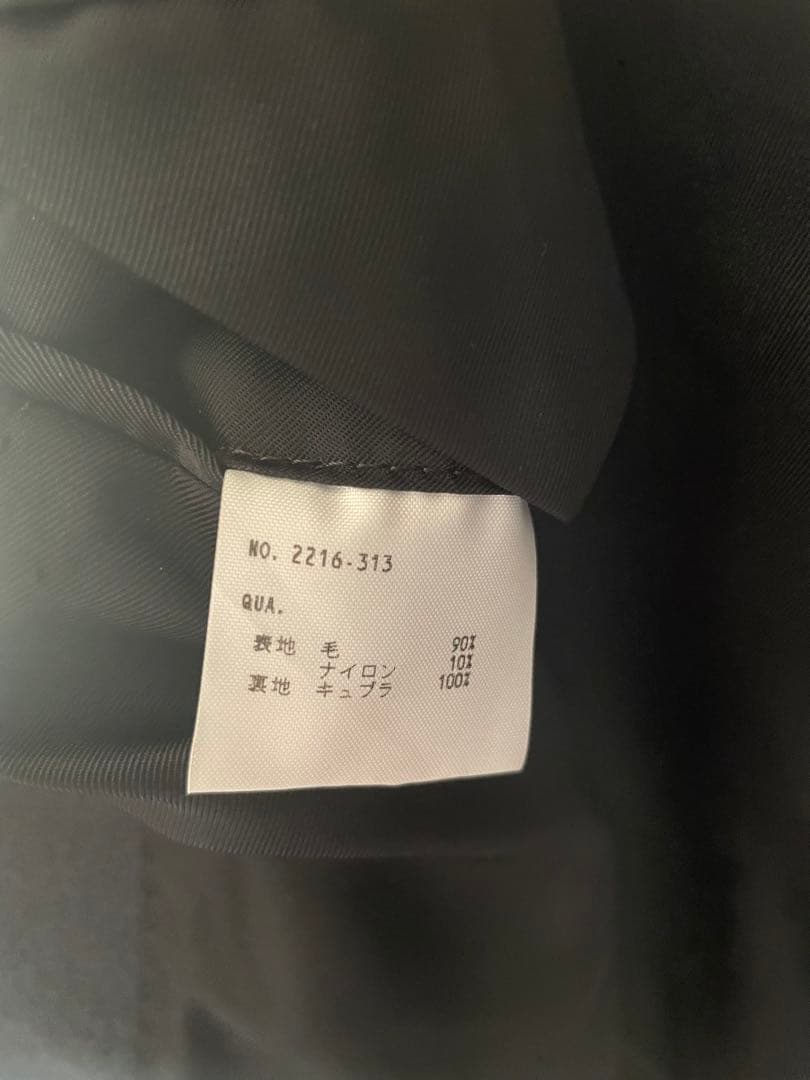 NO. 2216-313
QUA.
表地 毛 90%
ナイロン 10%
裏地 キュプラ 100%